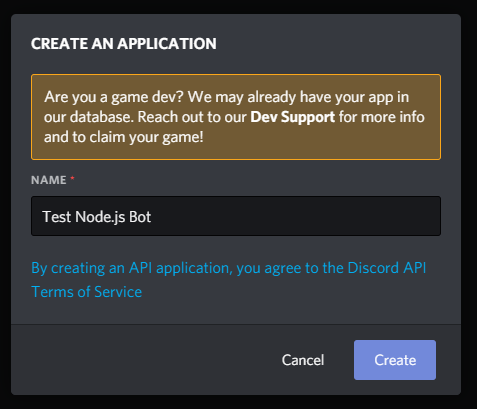 CREATE AN APPLICATION
Are you a game dev? We may already have your app in
our database. Reach out to our Dev Support for more info
and to claim your game!
NAME *
Test Node.js Bot
By creating an API application, you agree to the Discord API
Terms of Service
Cancel
Create